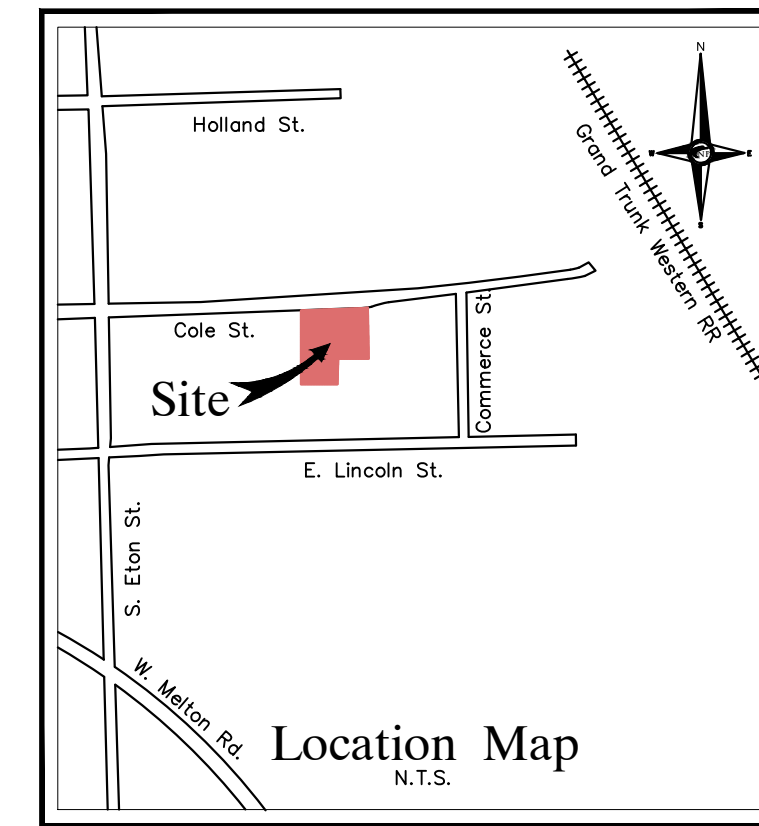 N
Holland St.
W
NF
E
Grand Trunk Western RR
S
Cole St.
Commerce St.
Site
E. Lincoln St.
S. Eton St.
W. Melton Rd.
Location Map
N.T.S.